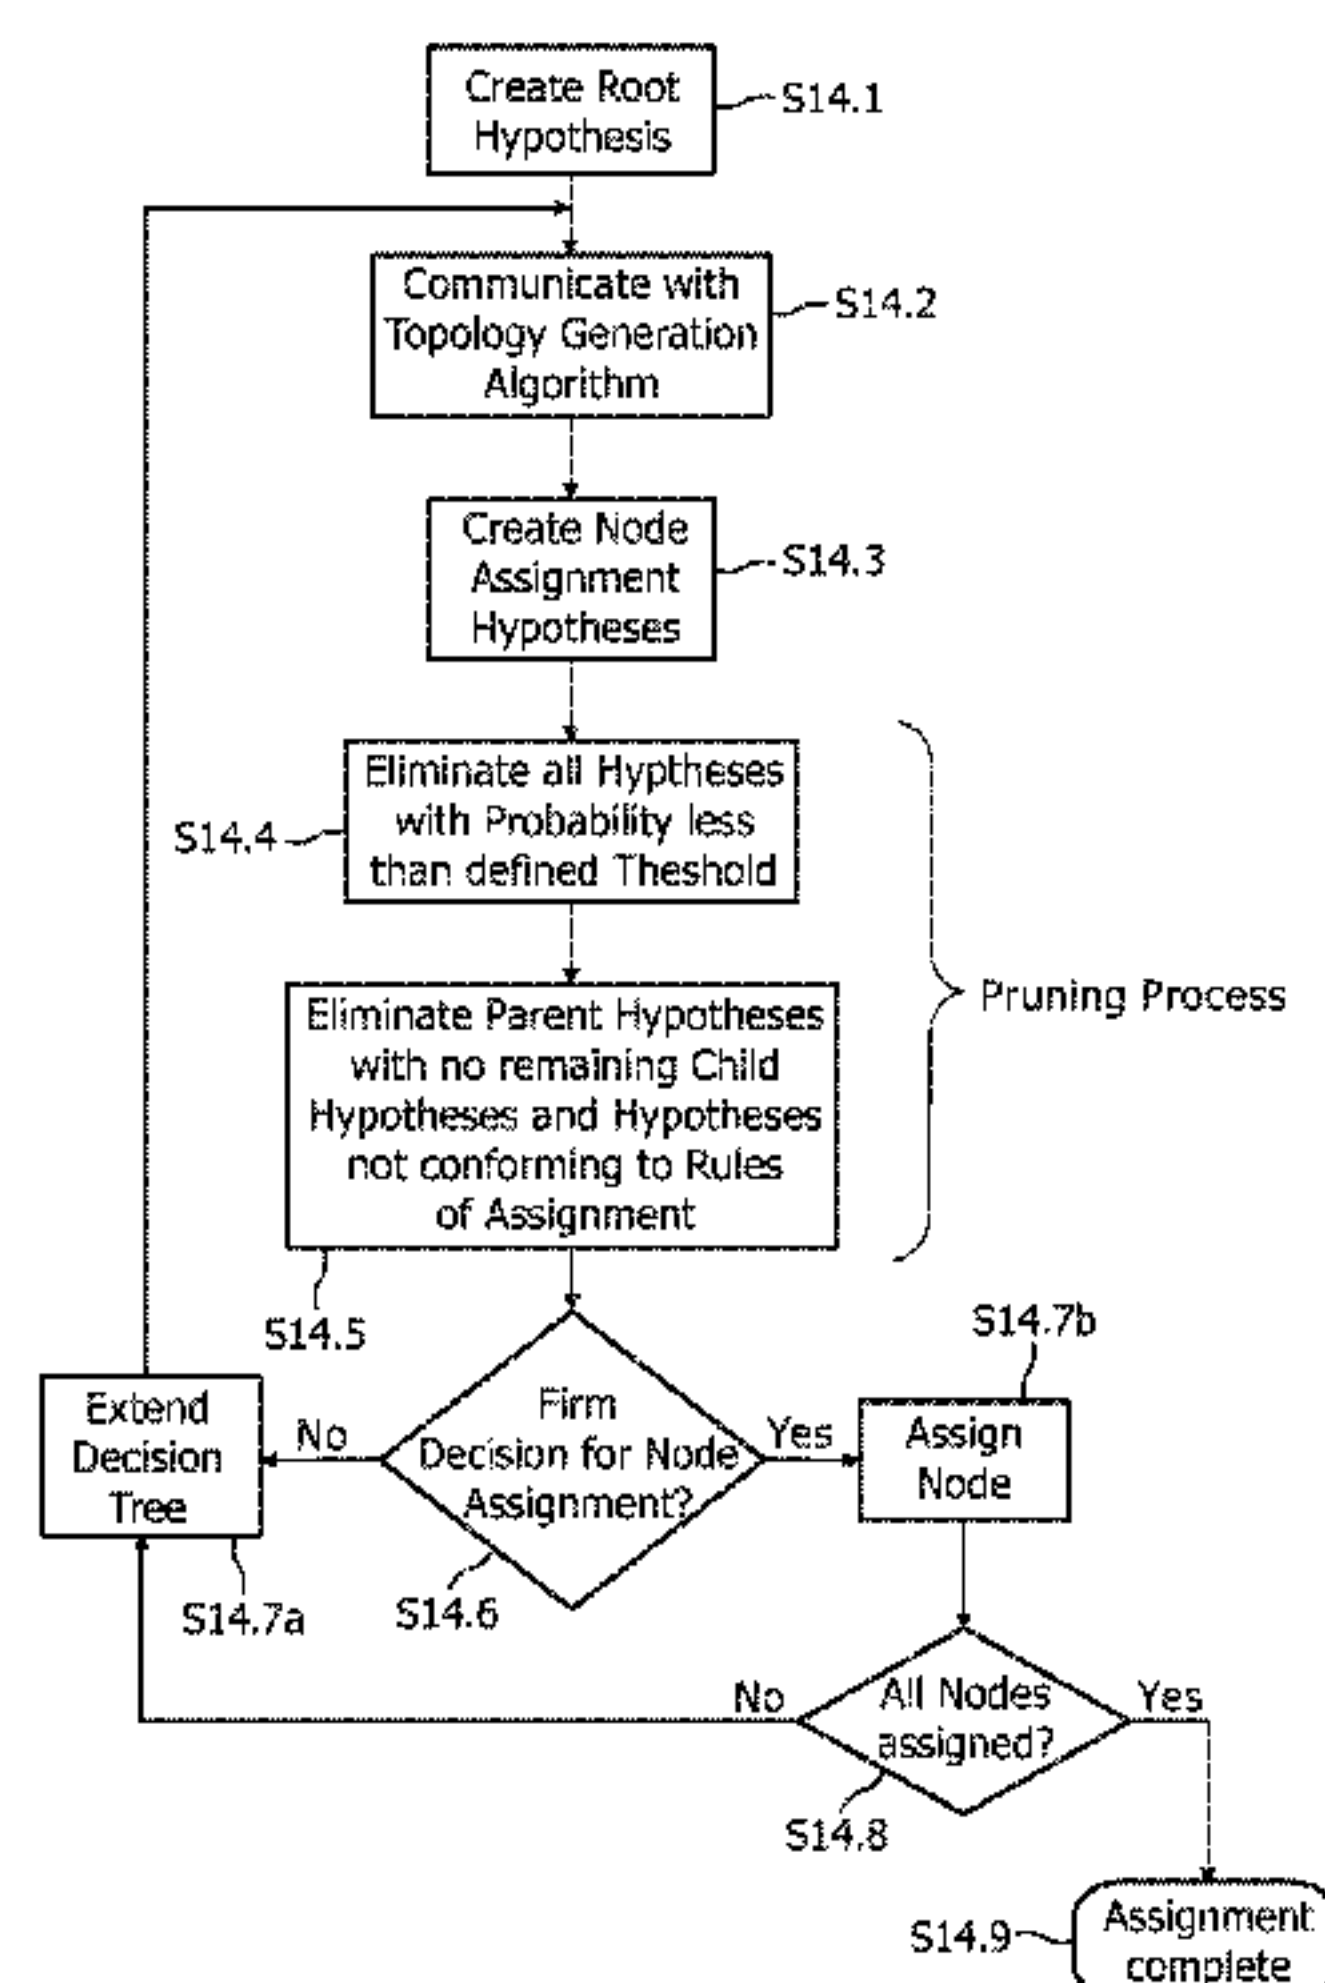 Create Root
Hypothesis
S14.1
Communicate with
Topology Generation
Algorithm
S14.2
Create Node
Assignment
Hypotheses
S14.3
Eliminate all Hyptheses
with Probability less
than defined Theshold
S14.4
Eliminate Parent Hypotheses
with no remaining Child
Hypotheses and Hypotheses
not conforming to Rules
of Assignment
S14.5
Pruning Process
Firm
Decision for Node
Assignment?
S14.6
No
Extend
Decision
Tree
S14.7a
Yes
Assign
Node
S14.7b
All Nodes
assigned?
S14.8
No
Yes
Assignment
complete
S14.9